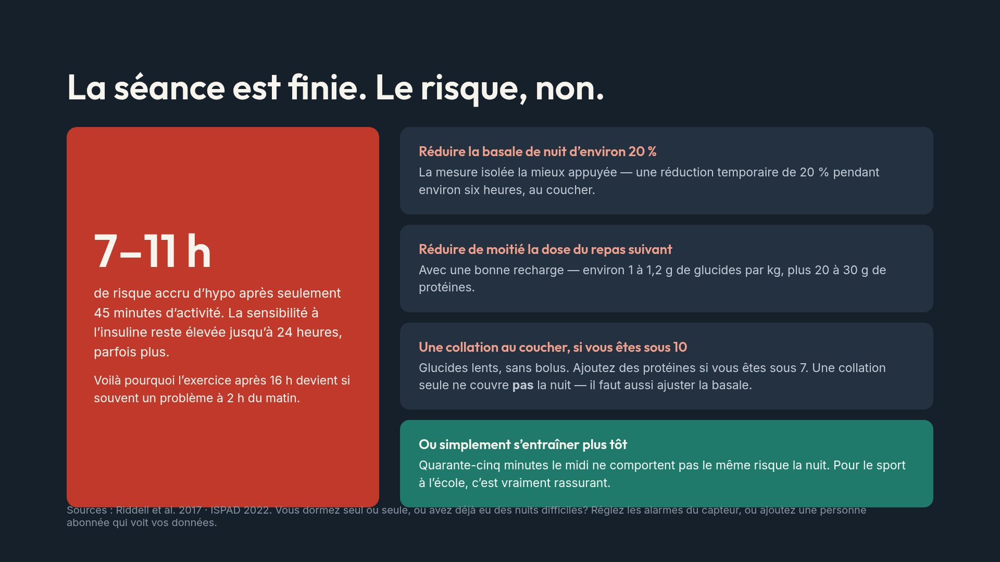 La séance est finie. Le risque, non.
7–11 h
de risque accru d’hypo après seulement
45 minutes d’activité. La sensibilité à
l’insuline reste élevée jusqu’à 24 heures,
parfois plus.
Voilà pourquoi l’exercice après 16 h devient si
souvent un problème à 2 h du matin.
Réduire la basale de nuit d’environ 20 %
La mesure isolée la mieux appuyée — une réduction temporaire de 20 % pendant
environ six heures, au coucher.
Réduire de moitié la dose du repas suivant
Avec une bonne recharge — environ 1 à 1,2 g de glucides par kg, plus 20 à 30 g de
protéines.
Une collation au coucher, si vous êtes sous 10
Glucides lents, sans bolus. Ajoutez des protéines si vous êtes sous 7. Une collation
seule ne couvre pas la nuit — il faut aussi ajuster la basale.
Ou simplement s’entraîner plus tôt
Quarante-cinq minutes le midi ne comportent pas le même risque la nuit. Pour le sport
à l’école, c’est vraiment rassurant.
Sources : Riddell et al. 2017 · ISPAD 2022. Vous dormez seul ou seule, ou avez déjà eu des nuits difficiles? Réglez les alarmes du capteur, ou ajoutez une personne
abonnée qui voit vos données.